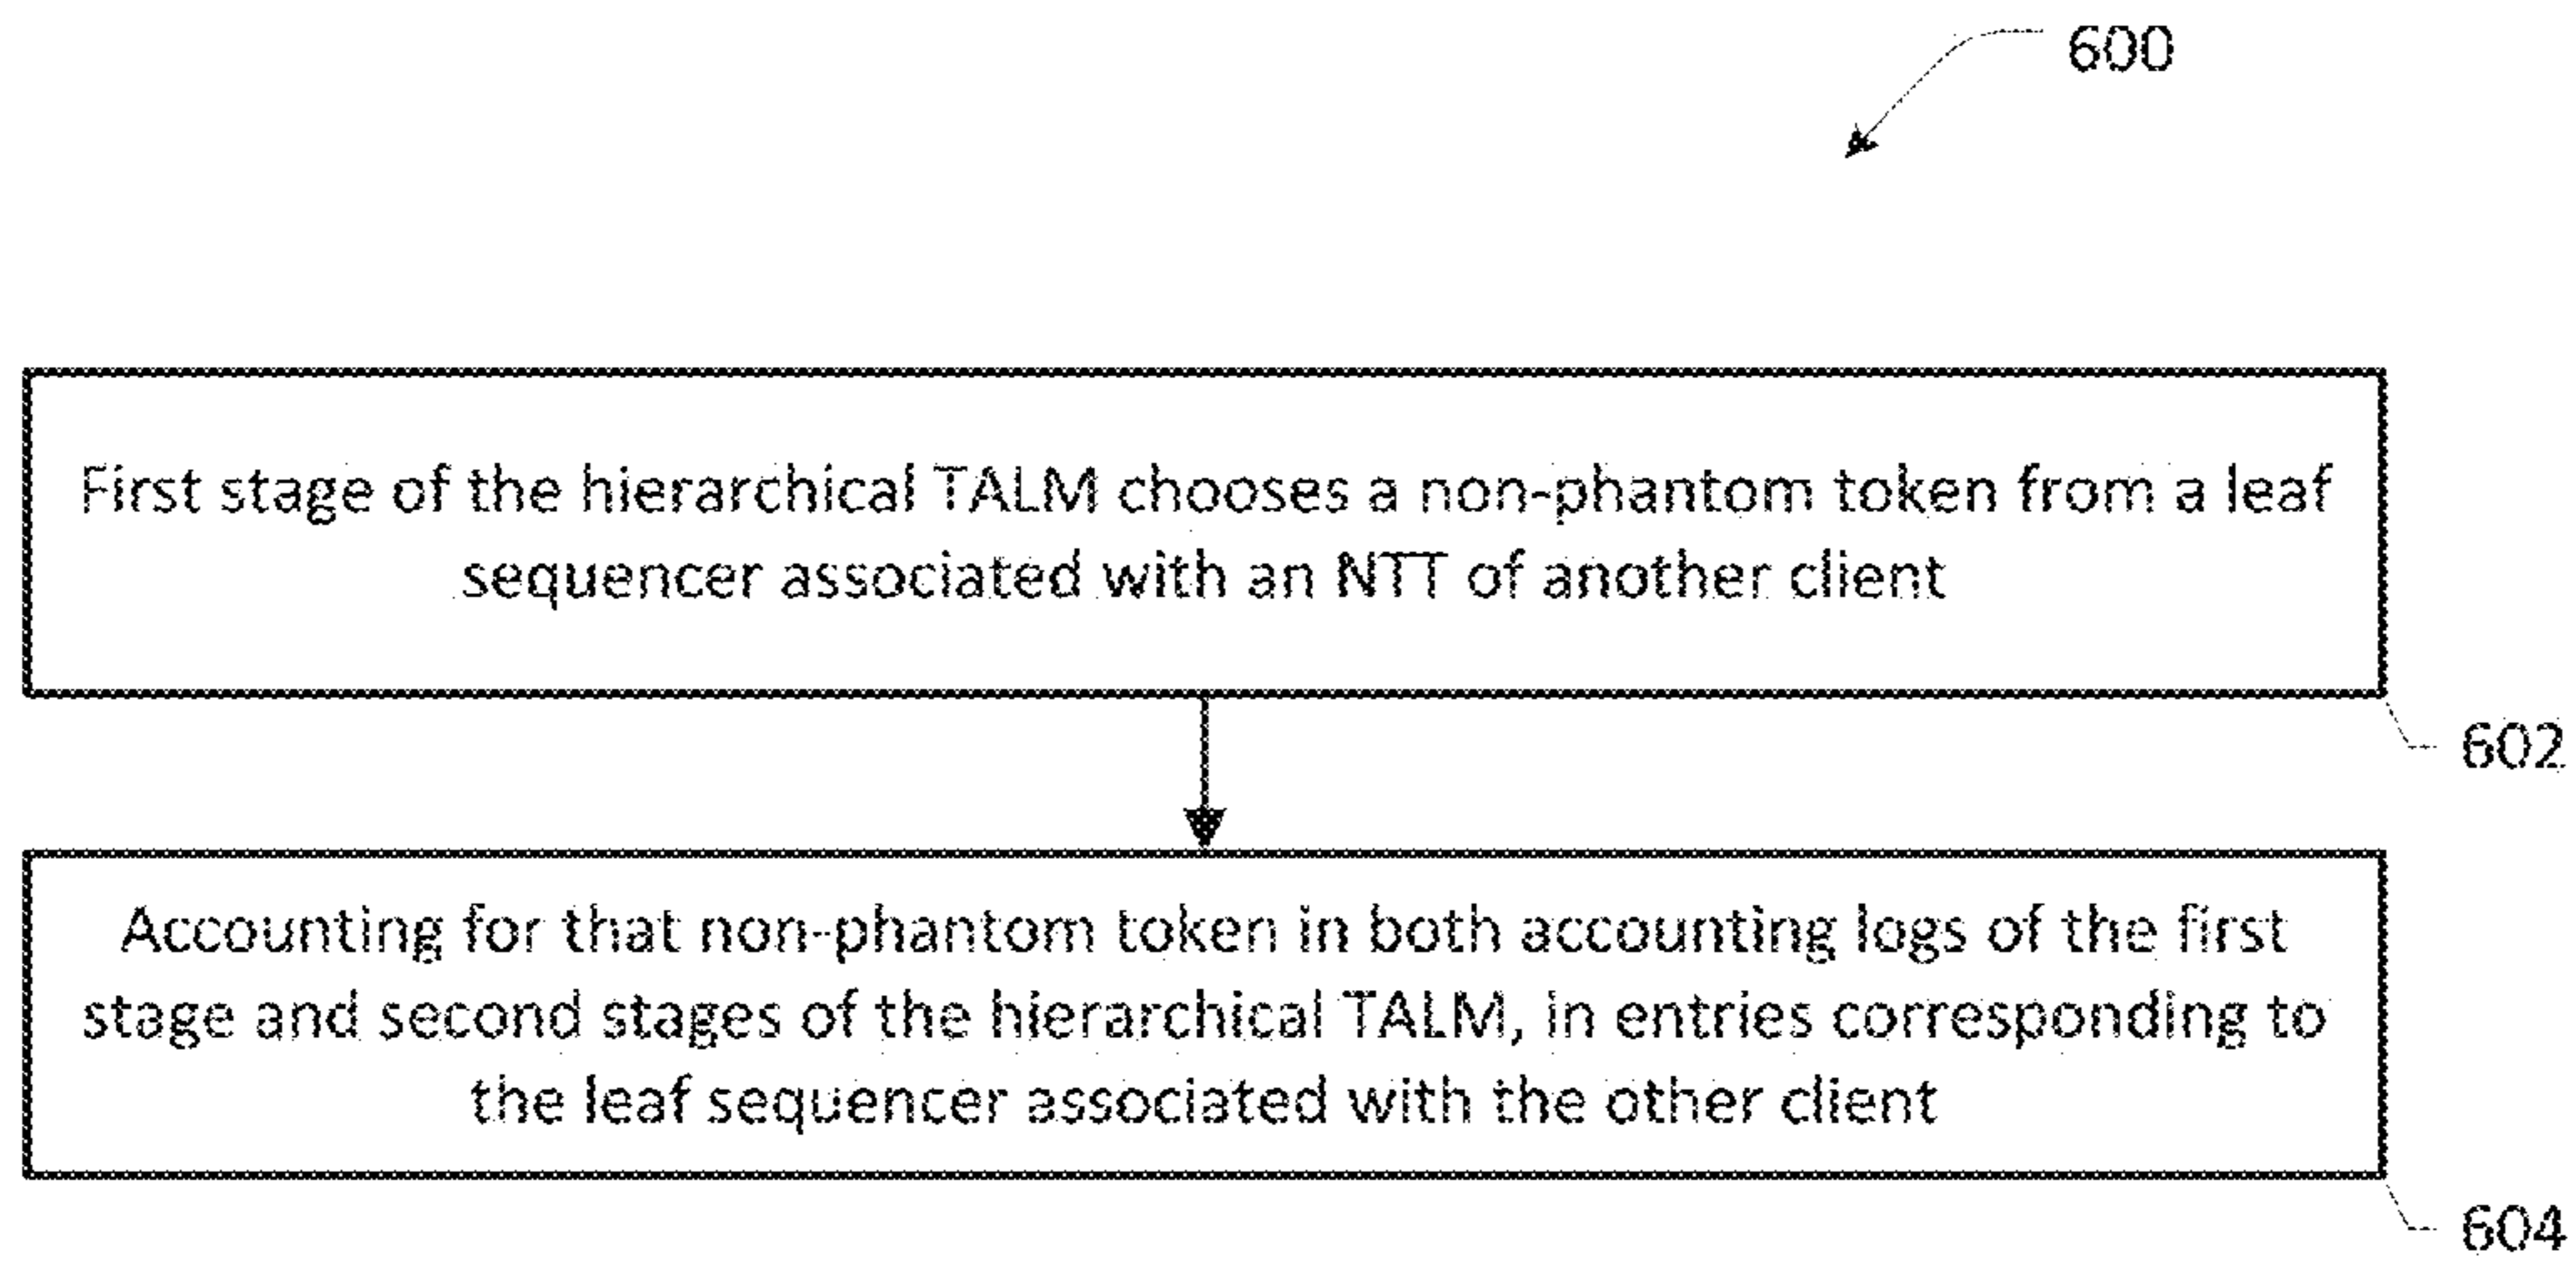 600
First stage of the hierarchical TALM chooses a non-phantom token from a leaf
sequencer associated with an NTT of another client
602
Accounting for that non-phantom token in both accounting logs of the first
stage and second stages of the hierarchical TALM, in entries corresponding to
the leaf sequencer associated with the other client
604